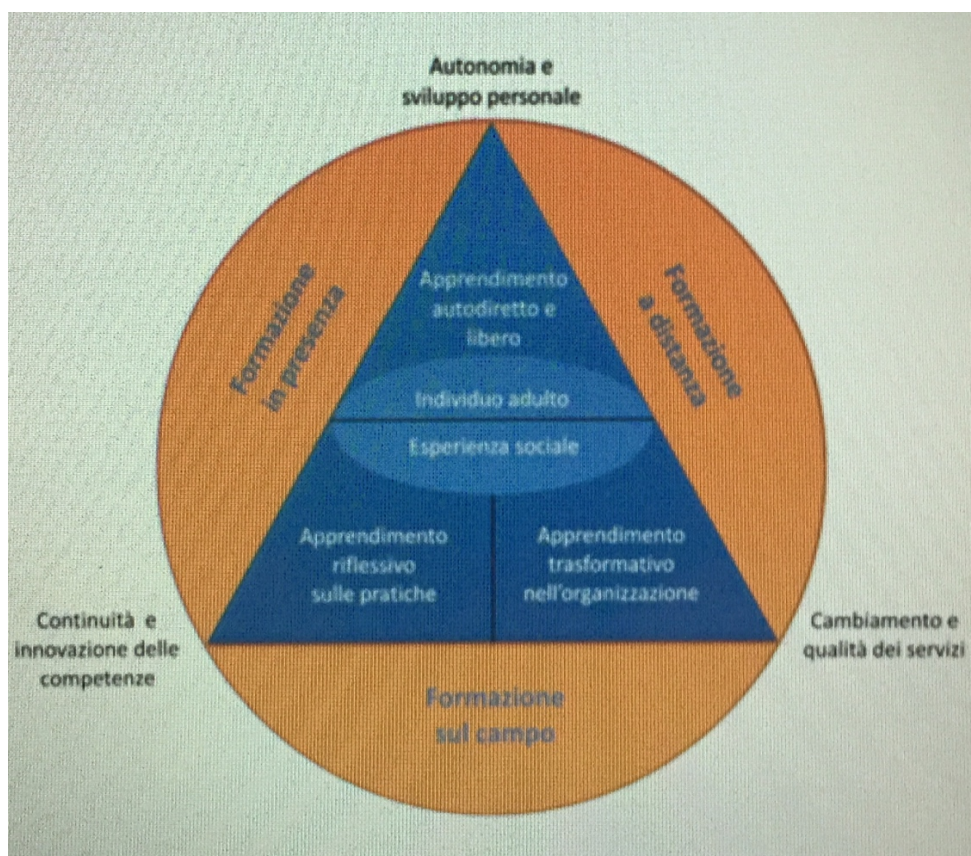 Autonomia e
sviluppo personale
Formazione
in presenza
Formazione
a distanza
Apprendimento
autodiretto e
libero
Individuo adulto
Esperienza sociale
Apprendimento
riflessivo
sulle pratiche
Apprendimento
trasformativo
nell'organizzazione
Continuità e
innovazione delle
competenze
Cambiamento e
qualità dei servizi
Formazione
sul campo